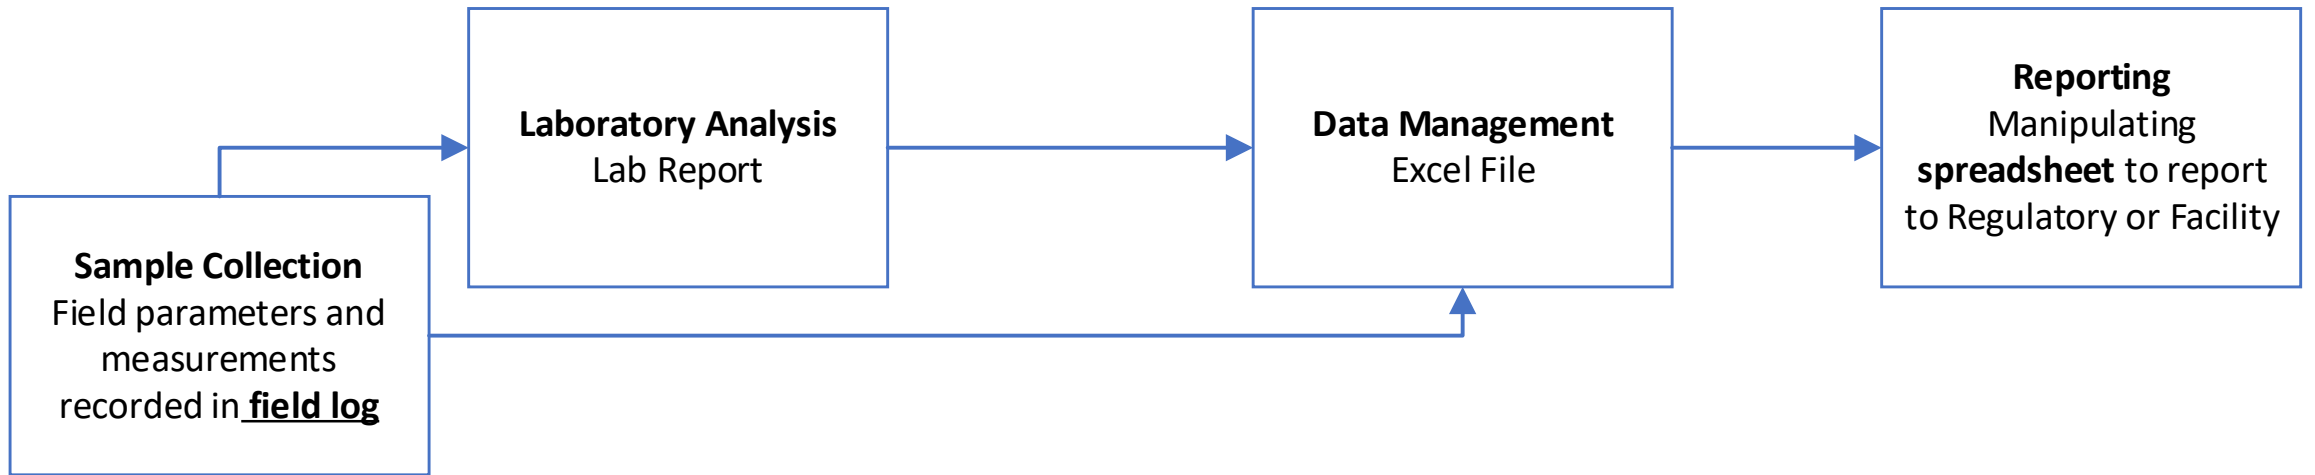 Sample Collection
Field parameters and
measurements
recorded in field log
Laboratory Analysis
Lab Report
Data Management
Excel File
Reporting
Manipulating
spreadsheet to report
to Regulatory or Facility